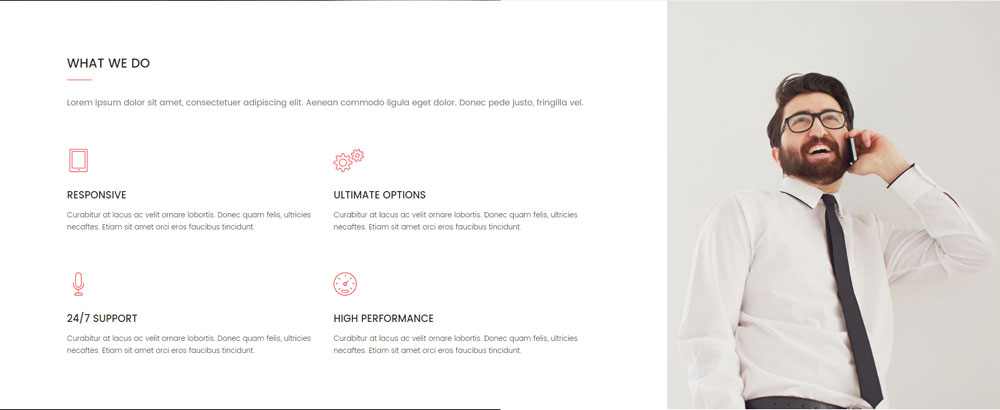 WHAT WE DO
Lorem ipsum dolor sit amet, consectetuer adipiscing elit. Aenean commodo ligula eget dolor. Donec pede justo, fringilla vel.
RESPONSIVE
Curabitur at lacus ac velit ornare lobortis. Donec quam felis, ultricies
necaftes. Etiam sit amet orci eros faucibus tincidunt.
ULTIMATE OPTIONS
Curabitur at lacus ac velit ornare lobortis. Donec quam felis, ultricies
necaftes. Etiam sit amet orci eros faucibus tincidunt.
24/7 SUPPORT
Curabitur at lacus ac velit ornare lobortis. Donec quam felis, ultricies
necaftes. Etiam sit amet orci eros faucibus tincidunt.
HIGH PERFORMANCE
Curabitur at lacus ac velit ornare lobortis. Donec quam felis, ultricies
necaftes. Etiam sit amet orci eros faucibus tincidunt.